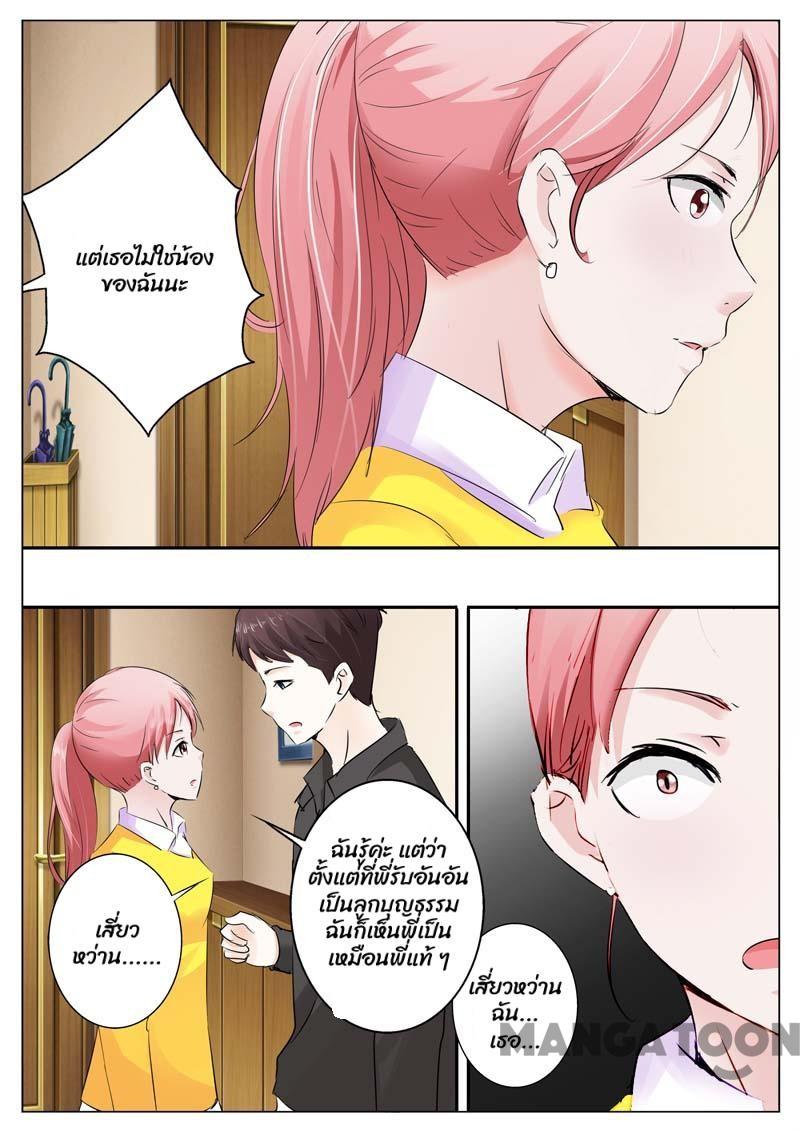 แต่เธอไม่ใช่น้อง
ของฉันนะ
ฉันรู้ค่ะ แต่ว่า
ตั้งแต่ที่พี่รับอันอัน
เป็นลูกบุญธรรม
ฉันก็เห็นพี่เป็น
เหมือนพี่แท้ ๆ
เสี่ยว
หว่าน......
เสี่ยวหว่าน
ฉัน...
เธอ...
MANGATOON